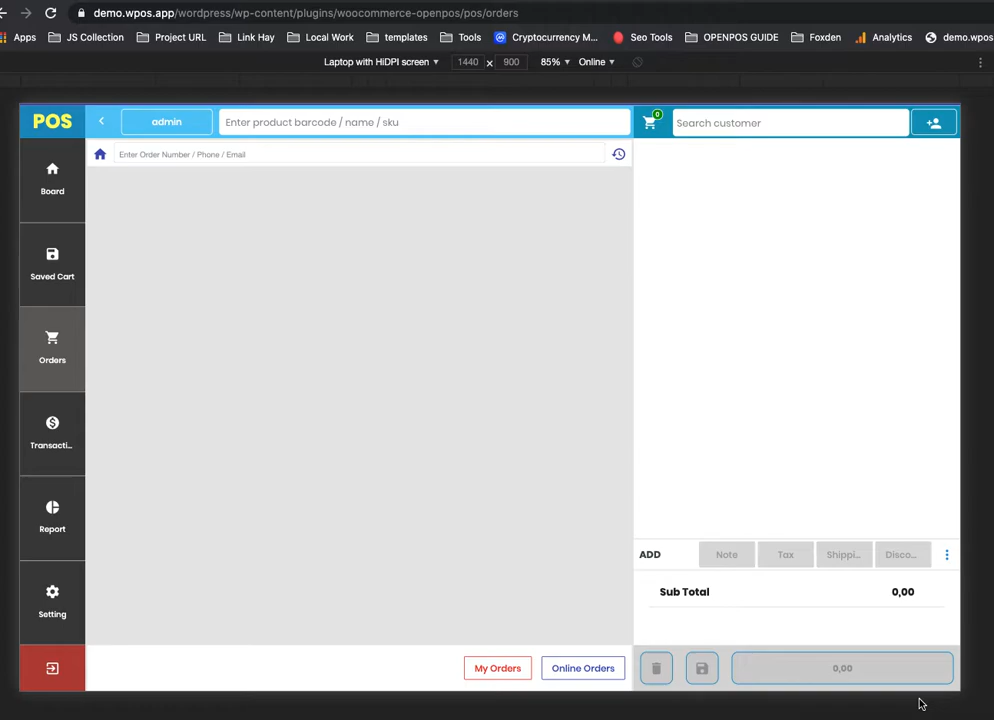 demo.wpos.app/wordpress/wp-content/plugins/woocommerce-openpos/pos/orders
Apps JS Collection Project URL Link Hay Local Work templates Tools Cryptocurrency M... Seo Tools OPENPOS GUIDE Foxden Analytics demo.wpos
Laptop with HiDPI screen 1440 x 900 85% Online
POS admin Enter product barcode / name / sku 0 Search customer
Enter Order Number / Phone / Email
Board
Saved Cart
Orders
Transacti...
Report
Setting
ADD Note Tax Shippi... Disco...
Sub Total 0,00
My Orders Online Orders 0,00